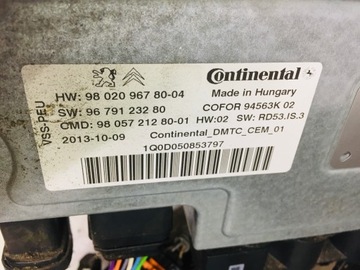 Continental
HW: 98 020 967 80-04
Made in Hungary
SW: 96 791 232 80
COFOR 94563K 02
CMD: 98 057 212 80-01 HW:02 SW: RD53.IS.3
2013-10-09 Continental_DMTC_CEM_01
1Q0D050853797
VSS-PEU